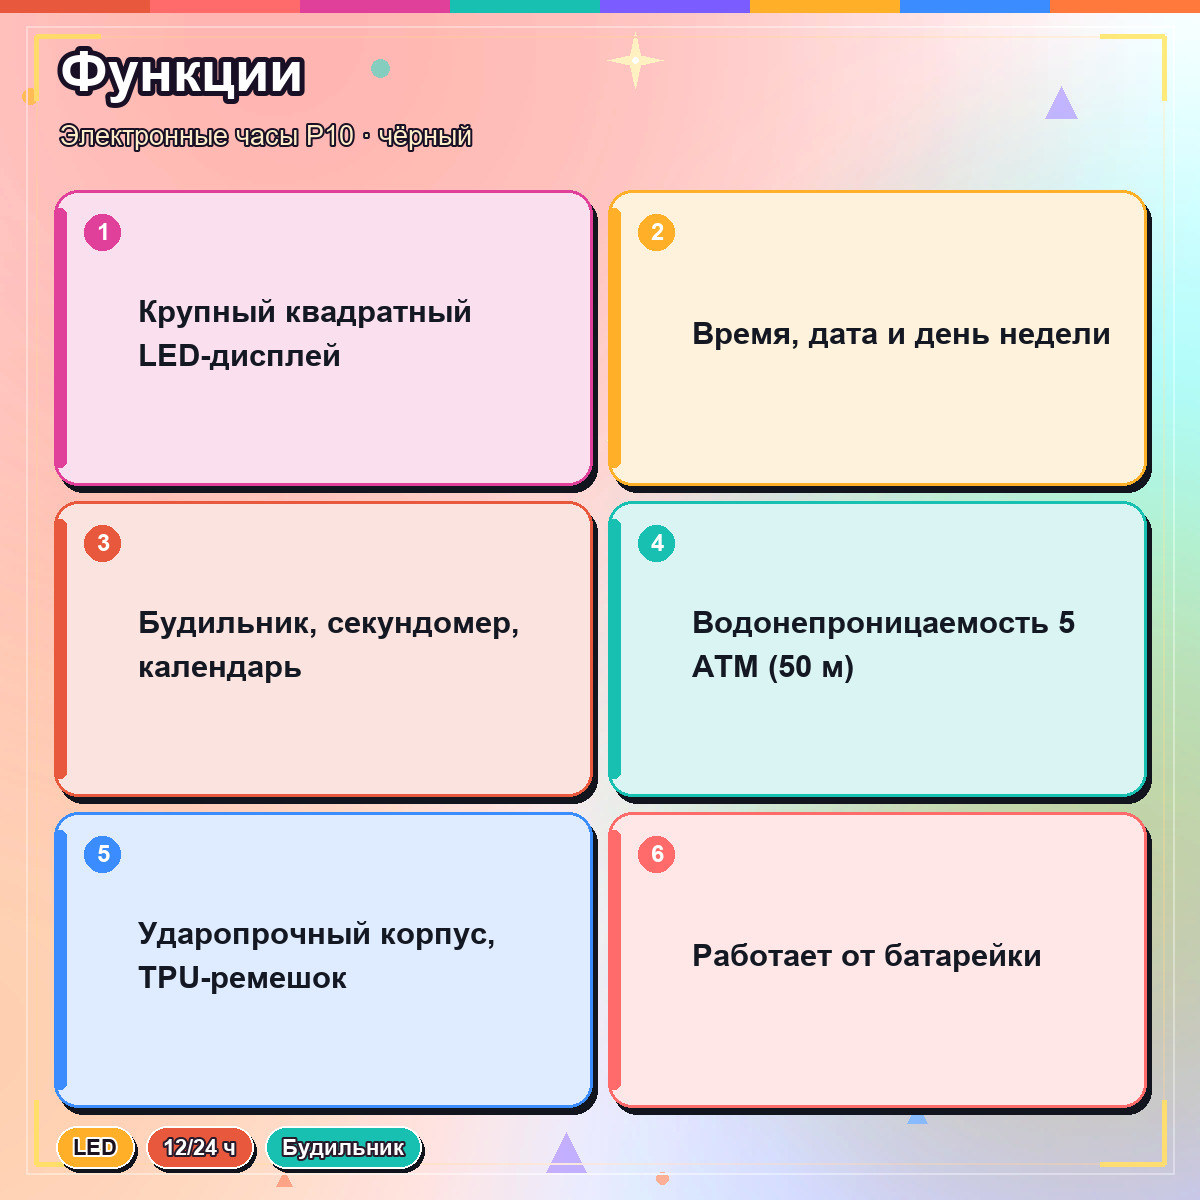 Функции
Электронные часы P10 · чёрный
1
Крупный квадратный
LED-дисплей
2
Время, дата и день недели
3
Будильник, секундомер,
календарь
4
Водонепроницаемость 5
ATM (50 м)
5
Ударопрочный корпус,
TPU-ремешок
6
Работает от батарейки
LED
12/24 ч
Будильник